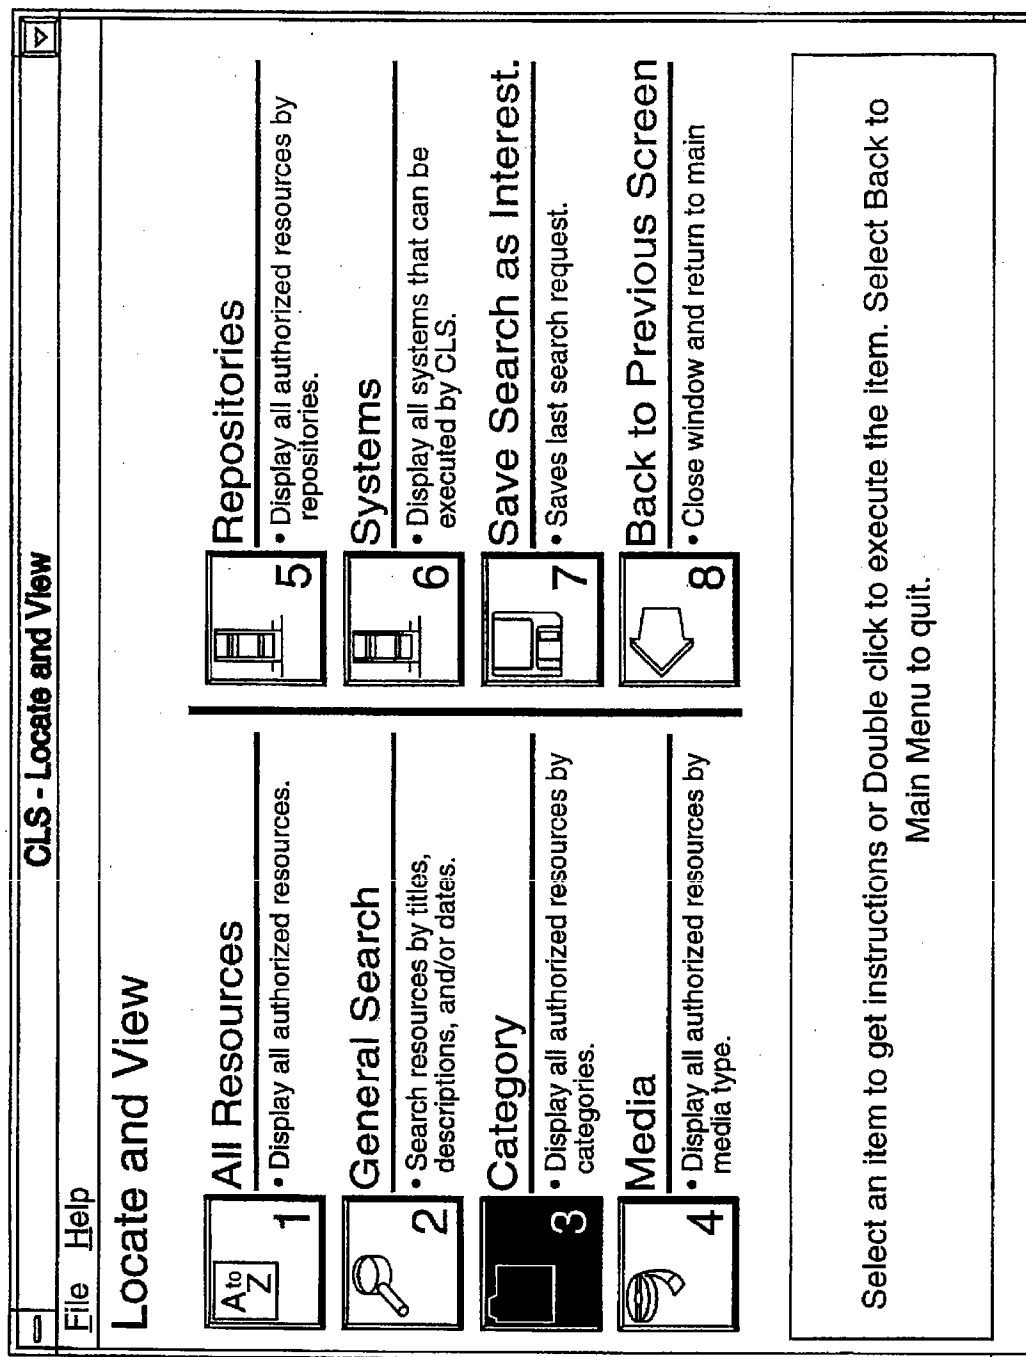 CLS - Locate and View
File Help
Locate and View
A to Z
1
All Resources
• Display all authorized resources.
2
General Search
• Search resources by titles,
descriptions, and/or dates.
3
Category
• Display all authorized resources by
categories.
4
Media
• Display all authorized resources by
media type.
5
Repositories
• Display all authorized resources by
repositories.
6
Systems
• Display all systems that can be
executed by CLS.
7
Save Search as Interest.
• Saves last search request.
8
Back to Previous Screen
• Close window and return to main
Select an item to get instructions or Double click to execute the item. Select Back to
Main Menu to quit.